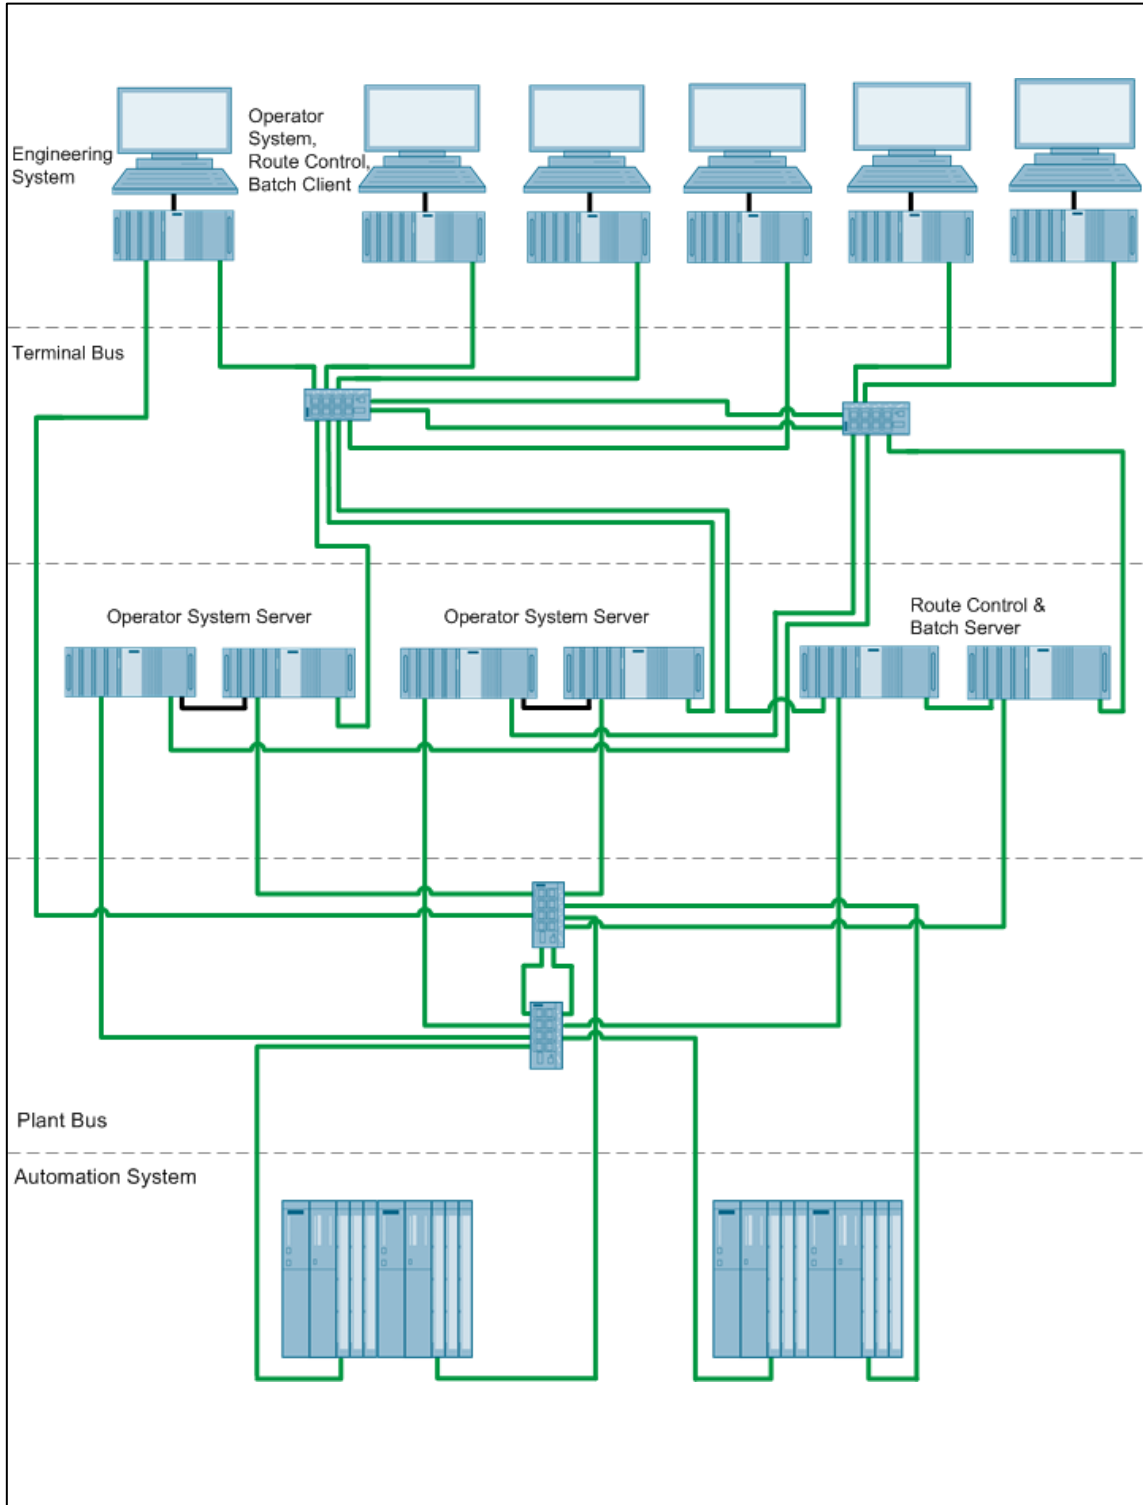 Engineering
System
Operator
System,
Route Control,
Batch Client
Terminal Bus
Operator System Server
Operator System Server
Route Control &
Batch Server
Plant Bus
Automation System